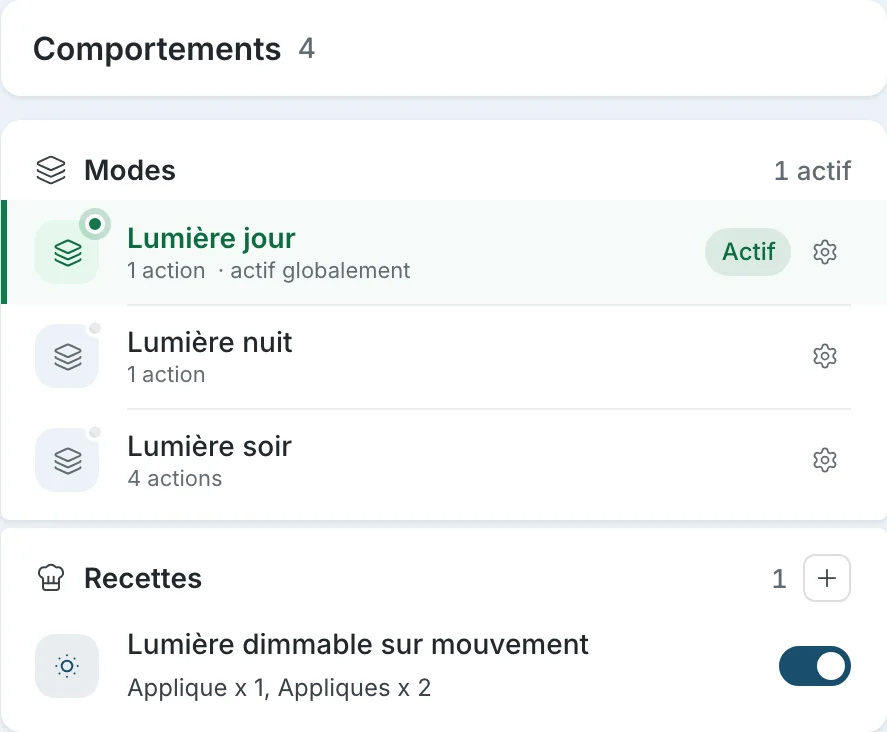 Comportements 4
Modes
1 actif
Lumière jour
1 action · actif globalement
Actif
Lumière nuit
1 action
Lumière soir
4 actions
Recettes
1
Lumière dimmable sur mouvement
Applique x 1, Appliques x 2